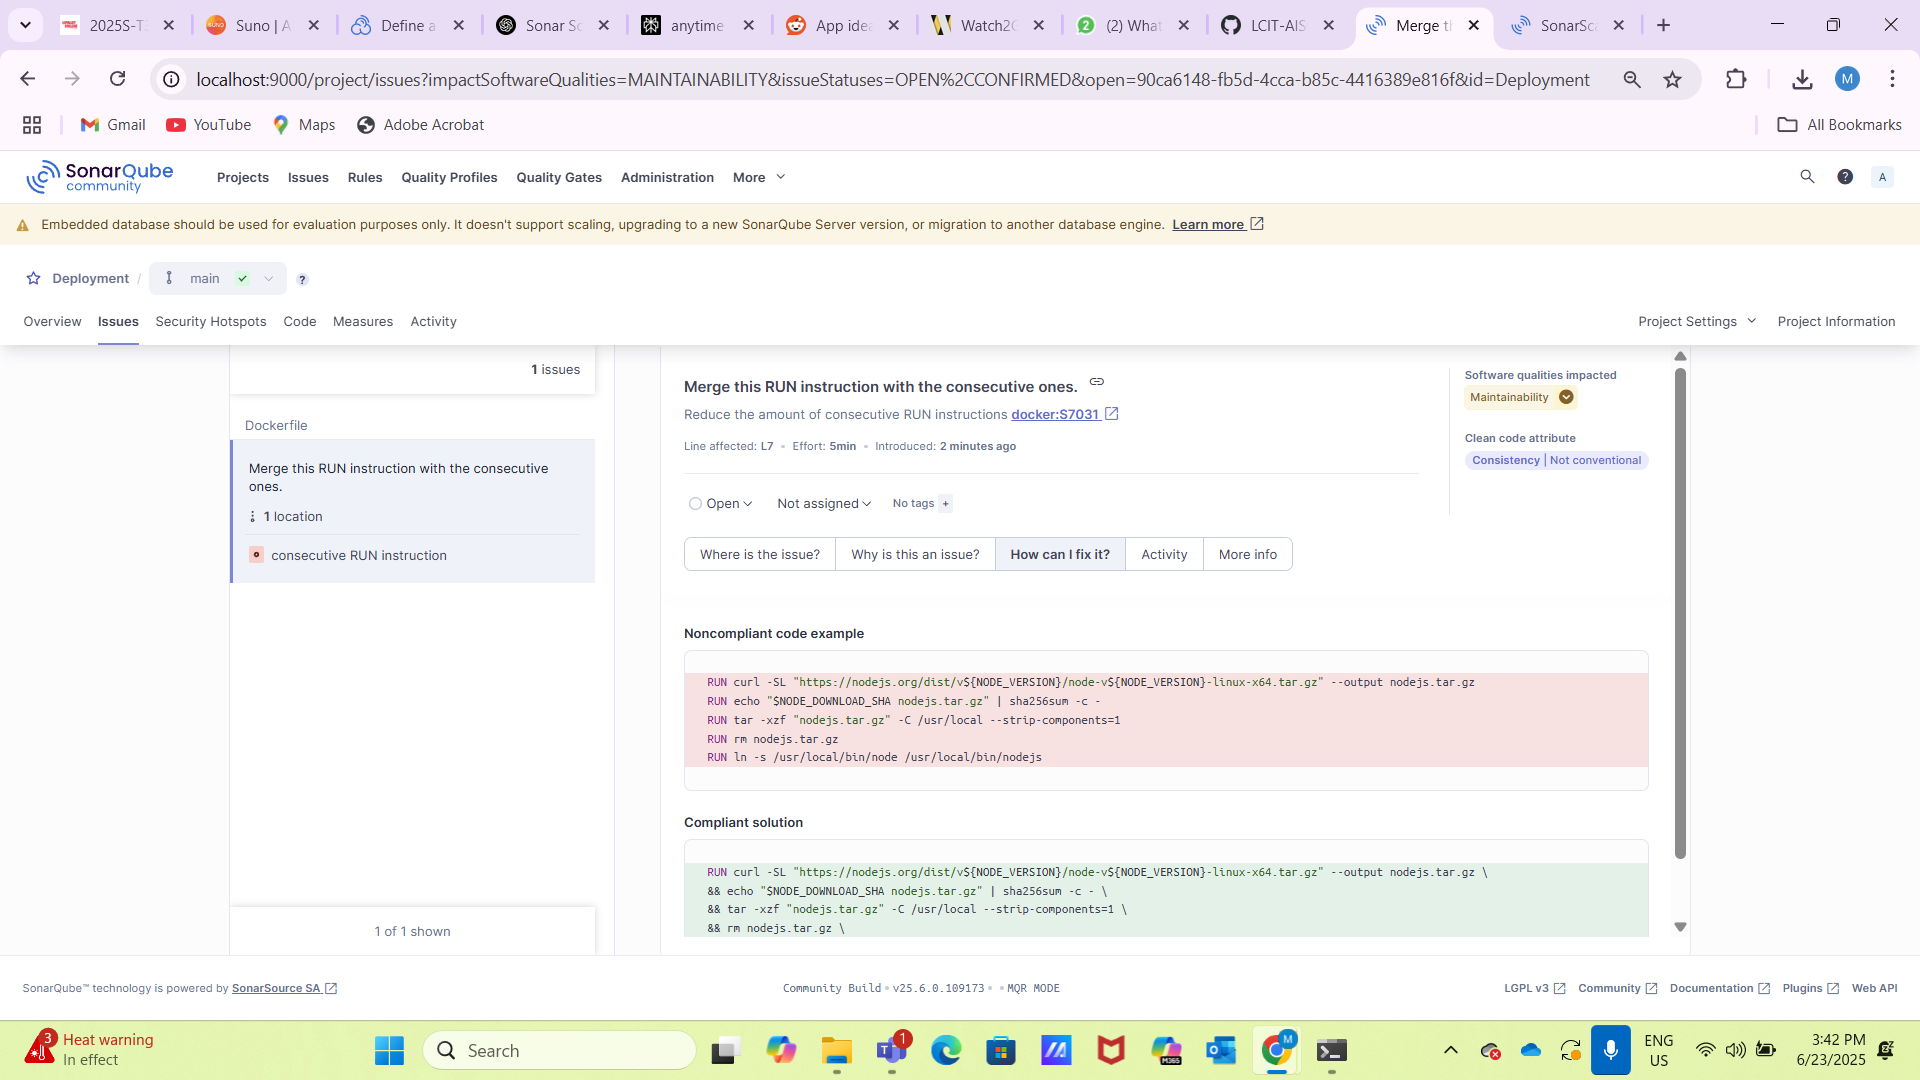 2025S-T
Suno | A
Define a
Sonar Sc
anytime
App idea
Watch2G
(2) What
LCIT-AIS
Merge th
SonarSca
localhost:9000/project/issues?impactSoftwareQualities=MAINTAINABILITY&issueStatuses=OPEN%2CCONFIRMED&open=90ca6148-fb5d-4cca-b85c-4416389e816f&id=Deployment
M
Gmail
YouTube
Maps
Adobe Acrobat
All Bookmarks
SonarQube
community
Projects
Issues
Rules
Quality Profiles
Quality Gates
Administration
More
A
Embedded database should be used for evaluation purposes only. It doesn't support scaling, upgrading to a new SonarQube Server version, or migration to another database engine. Learn more
Deployment / main
Overview
Issues
Security Hotspots
Code
Measures
Activity
Project Settings
Project Information
1 issues
Dockerfile
Merge this RUN instruction with the consecutive
ones.
1 location
consecutive RUN instruction
1 of 1 shown
Merge this RUN instruction with the consecutive ones.
Reduce the amount of consecutive RUN instructions docker:S7031
Line affected: L7 • Effort: 5min • Introduced: 2 minutes ago
Open
Not assigned
No tags +
Software qualities impacted
Maintainability
Clean code attribute
Consistency | Not conventional
Where is the issue?
Why is this an issue?
How can I fix it?
Activity
More info
Noncompliant code example
RUN curl -SL "https://nodejs.org/dist/v${NODE_VERSION}/node-v${NODE_VERSION}-linux-x64.tar.gz" --output nodejs.tar.gz
RUN echo "$NODE_DOWNLOAD_SHA nodejs.tar.gz" | sha256sum -c -
RUN tar -xzf "nodejs.tar.gz" -C /usr/local --strip-components=1
RUN rm nodejs.tar.gz
RUN ln -s /usr/local/bin/node /usr/local/bin/nodejs
Compliant solution
RUN curl -SL "https://nodejs.org/dist/v${NODE_VERSION}/node-v${NODE_VERSION}-linux-x64.tar.gz" --output nodejs.tar.gz \
&& echo "$NODE_DOWNLOAD_SHA nodejs.tar.gz" | sha256sum -c - \
&& tar -xzf "nodejs.tar.gz" -C /usr/local --strip-components=1 \
&& rm nodejs.tar.gz \
SonarQube™ technology is powered by SonarSource SA
Community Build • v25.6.0.109173 • • MQR MODE
LGPL v3
Community
Documentation
Plugins
Web API
3
Heat warning
In effect
Search
1
M365
M
ENG
US
3:42 PM
6/23/2025